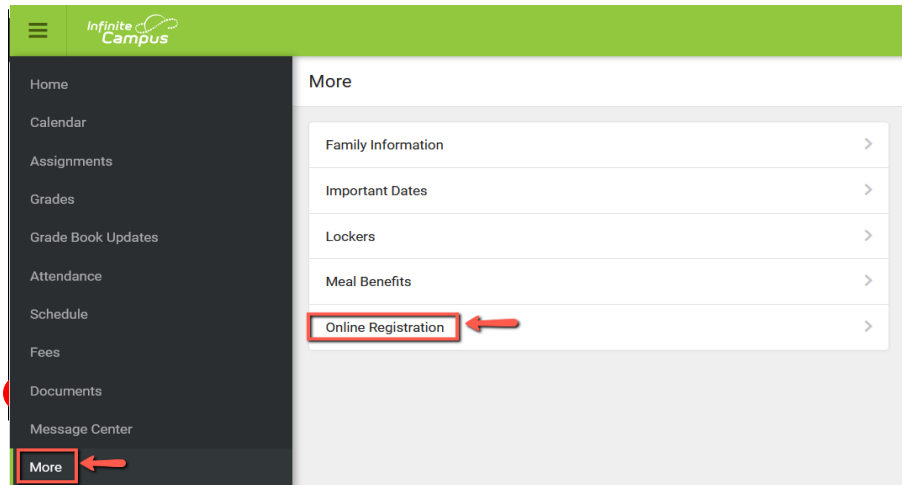 Infinite
Campus
Home
Calendar
Assignments
Grades
Grade Book Updates
Attendance
Schedule
Fees
Documents
Message Center
More
More
Family Information
Important Dates
Lockers
Meal Benefits
Online Registration